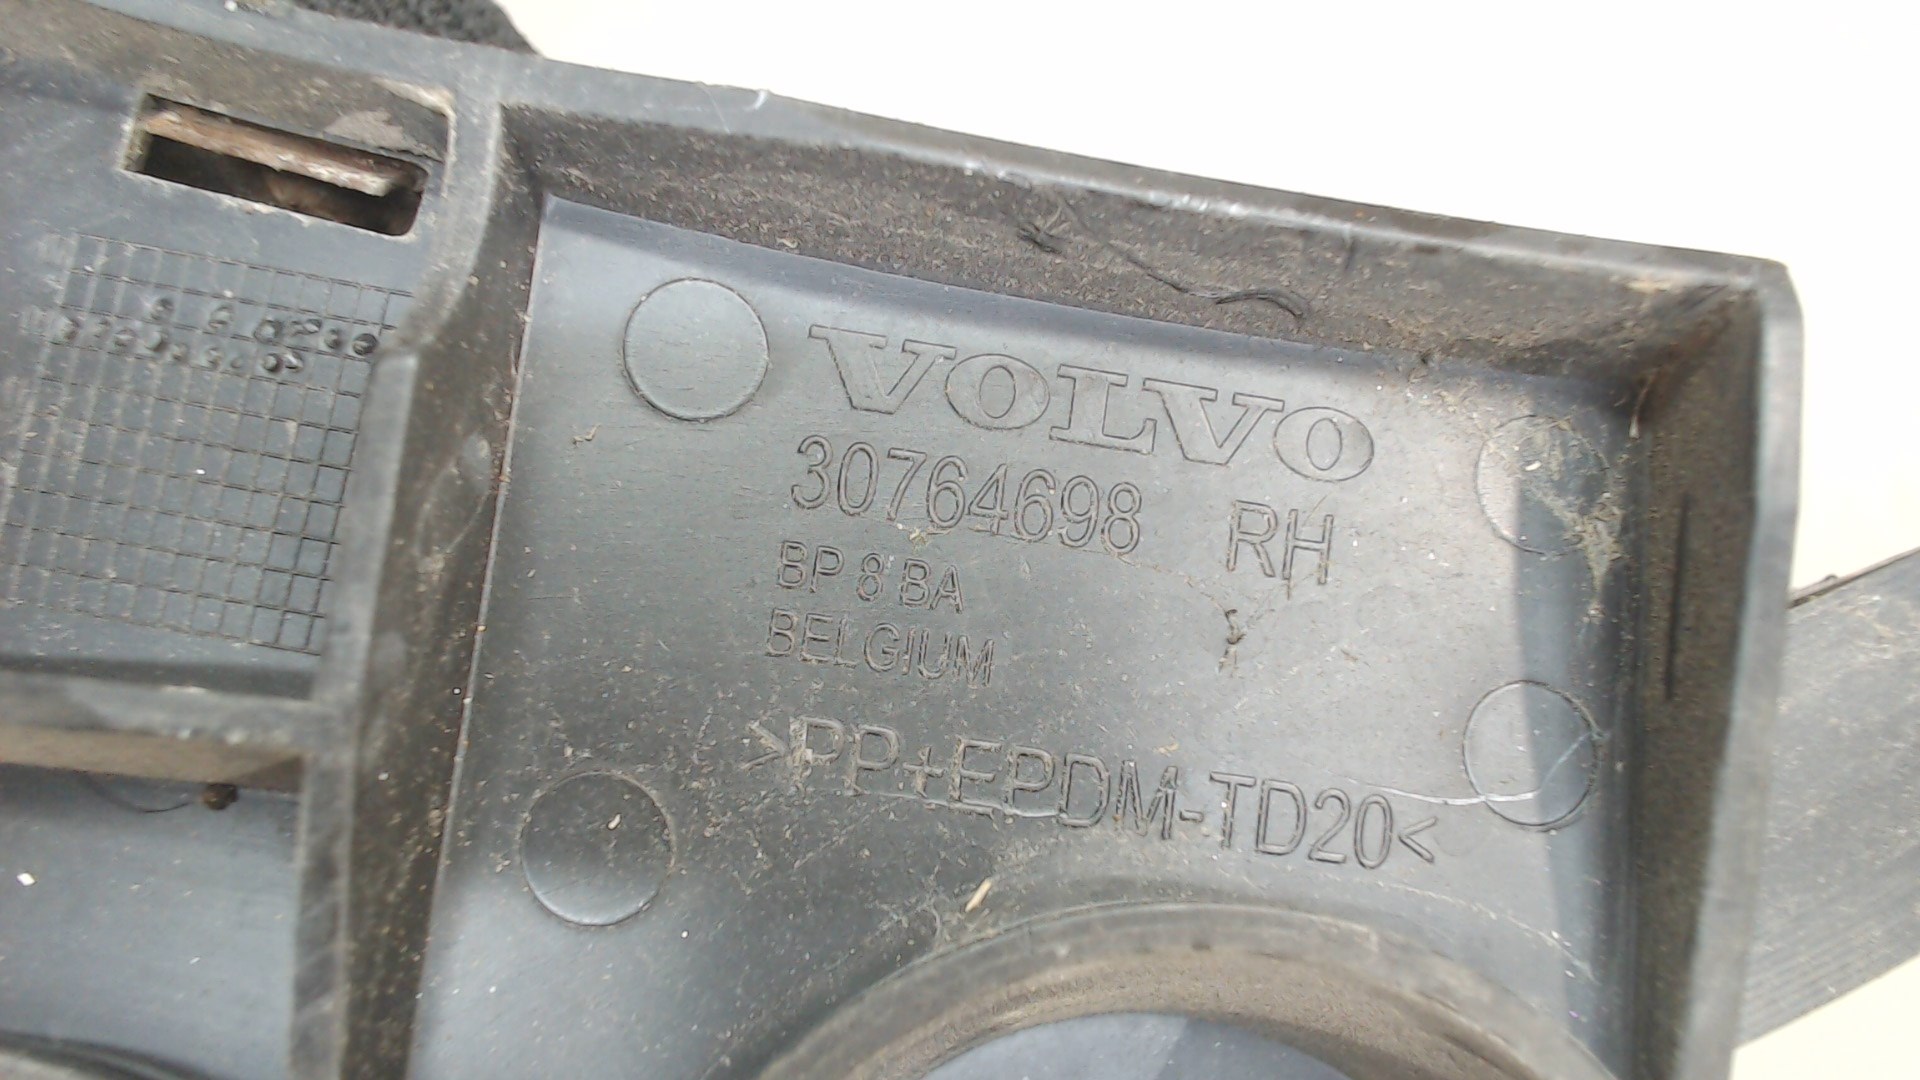 VOLVO
30764698 RH
BP 8 BA
BELGIUM
>PP+EPDM-TD20<